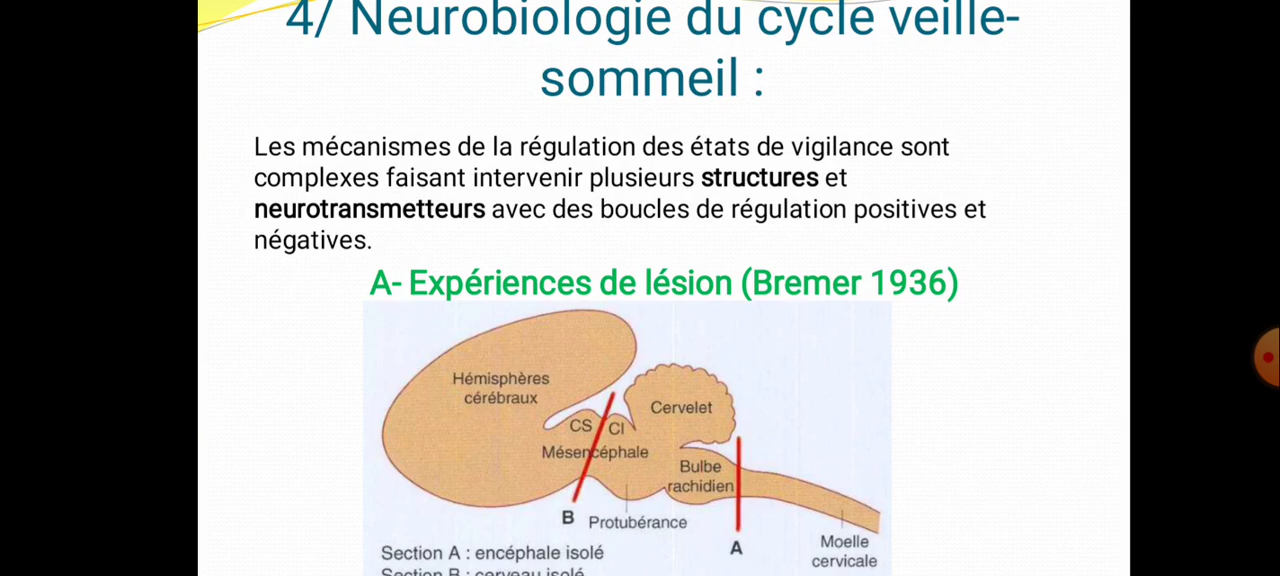 4/ Neurobiologie du cycle veille-
sommeil :
Les mécanismes de la régulation des états de vigilance sont
complexes faisant intervenir plusieurs structures et
neurotransmetteurs avec des boucles de régulation positives et
négatives.
A- Expériences de lésion (Bremer 1936)
Hémisphères
cérébraux
Cervelet
CS
CI
Mésencéphale
Bulbe
rachidien
B
Protubérance
A
Moelle
cervicale
Section A : encéphale isolé
Section B : cerveau isolé